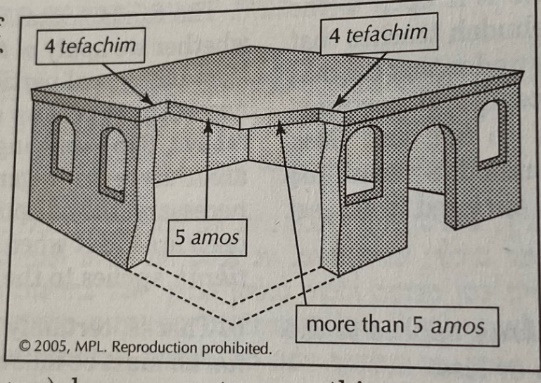 4 tefachim
4 tefachim
5 amos
more than 5 amos
© 2005, MPL. Reproduction prohibited.